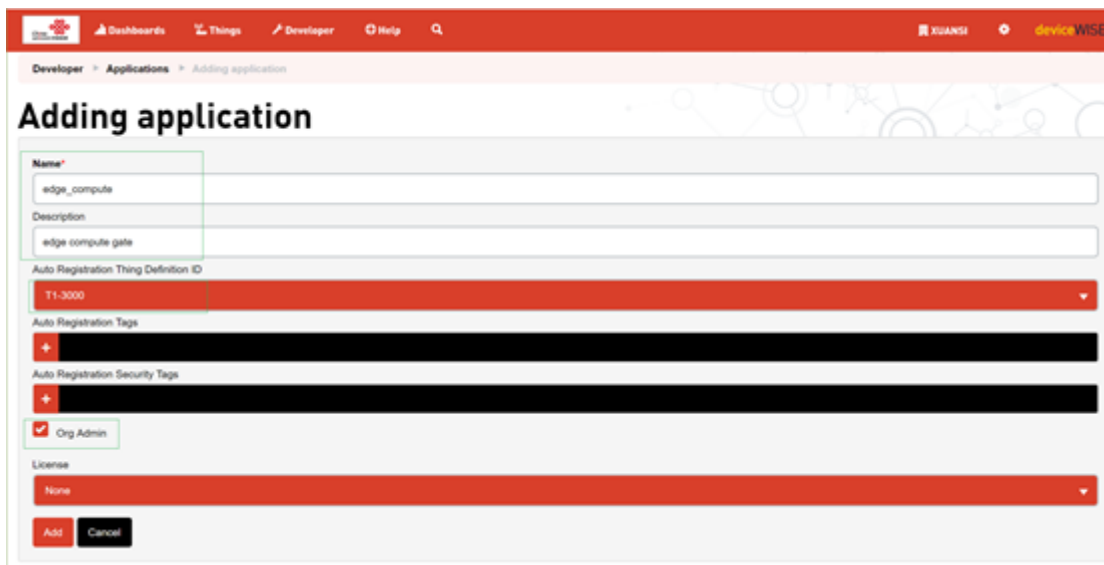 Dashboards Things Developer Help XUANSI deviceWISE
Developer Applications Adding application
Adding application
Name*
edge_compute
Description
edge compute gate
Auto Registration Thing Definition ID
T1-3000
Auto Registration Tags
+
Auto Registration Security Tags
+
Org Admin
License
None
Add Cancel